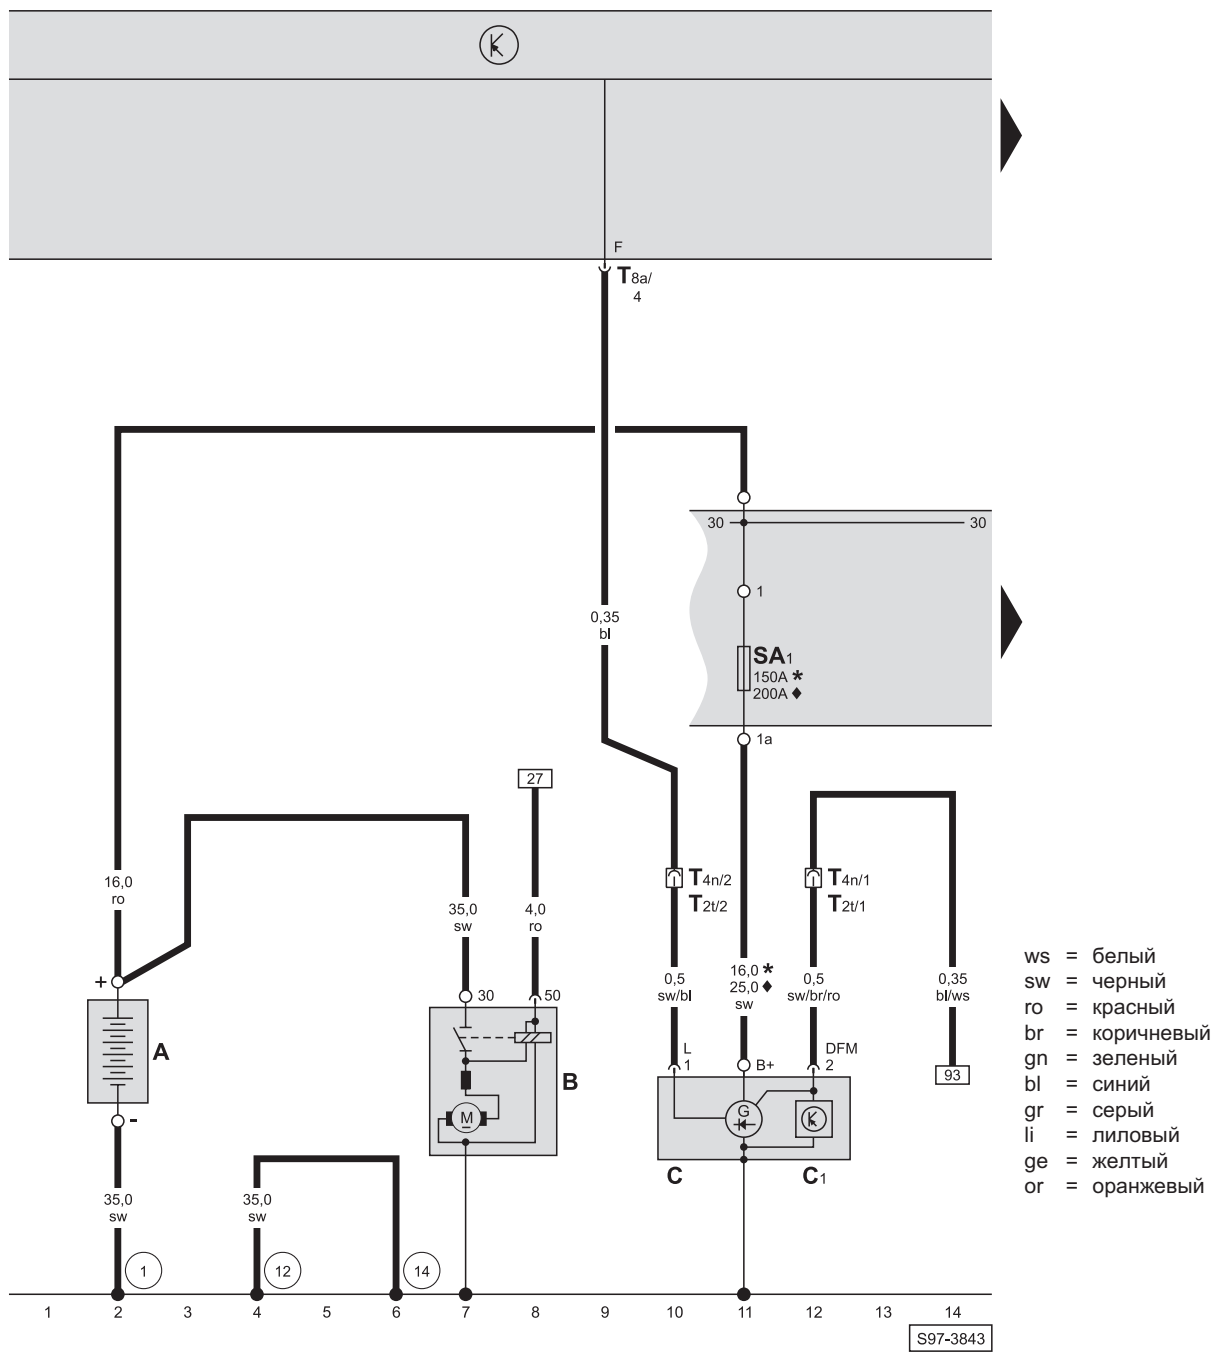 F
T8a/
4
30
30
1
0,35
bl
SA1
150A *
200A ♦
1a
27
16,0
ro
35,0
sw
4,0
ro
T4n/2
T2t/2
T4n/1
T2t/1
0,5
sw/bl
16,0 *
25,0 ♦
sw
0,5
sw/br/ro
0,35
bl/ws
+
30
50
A
B
M
-
L
1
B+
DFM
2
93
G
C
C1
35,0
sw
35,0
sw
1
12
14
1 2 3 4 5 6 7 8 9 10 11 12 13 14
S97-3843
ws = белый
sw = черный
ro = красный
br = коричневый
gn = зеленый
bl = синий
gr = серый
li = лиловый
ge = желтый
or = оранжевый